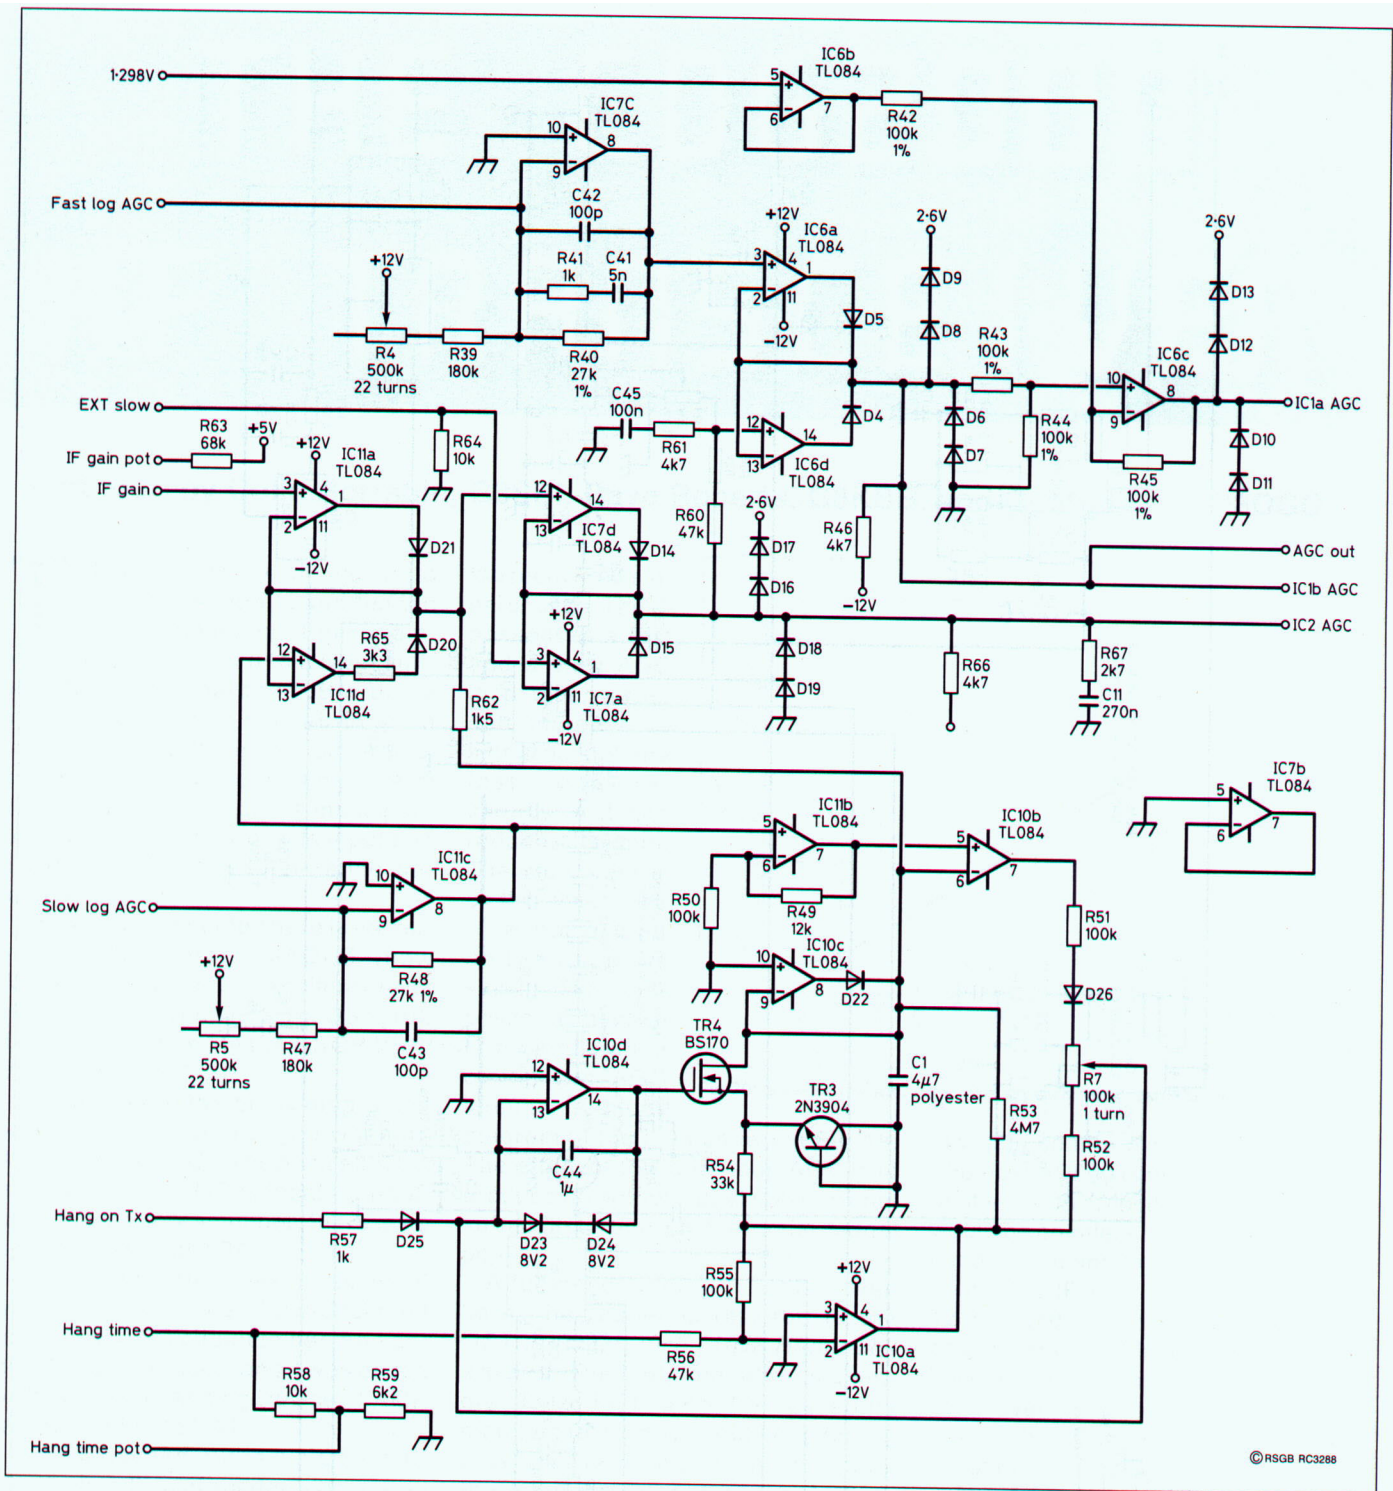 1·298V
IC6b
TL084
5
6
7
R42
100k
1%
IC7C
TL084
10
9
8
Fast log AGC
C42
100p
R41
1k
C41
5n
+12V
R4
500k
22 turns
R39
180k
R40
27k
1%
+12V
IC6a
TL084
3
2
4
11
1
−12V
D5
2·6V
D9
D8
R43
100k
1%
2·6V
D13
D12
IC6c
TL084
10
9
8
IC1a AGC
EXT slow
R63
68k
+5V
IF gain pot
IF gain
+12V
IC11a
TL084
3
2
4
11
1
−12V
R64
10k
C45
100n
R61
4k7
12
13
14
IC6d
TL084
D4
D6
D7
R44
100k
1%
R45
100k
1%
D10
D11
D21
12
13
14
IC7d
TL084
D14
R60
47k
2·6V
D17
D16
R46
4k7
−12V
AGC out
IC1b AGC
IC2 AGC
12
13
14
IC11d
TL084
R65
3k3
D20
R62
1k5
+12V
3
2
4
11
1
IC7a
TL084
−12V
D15
D18
D19
R66
4k7
R67
2k7
C11
270n
IC7b
TL084
5
6
7
IC11b
TL084
5
6
7
IC10b
TL084
5
6
7
IC11c
TL084
10
9
8
Slow log AGC
R50
100k
R49
12k
R51
100k
+12V
R48
27k 1%
IC10c
TL084
10
9
8
D22
D26
R5
500k
22 turns
R47
180k
C43
100p
IC10d
TL084
12
13
14
TR4
BS170
C1
4µ7
polyester
TR3
2N3904
R53
4M7
R7
100k
1 turn
R52
100k
C44
1µ
R54
33k
Hang on Tx
R57
1k
D25
D23
8V2
D24
8V2
R55
100k
+12V
3
2
4
11
1
IC10a
TL084
−12V
Hang time
R56
47k
R58
10k
R59
6k2
Hang time pot
©RSGB RC3288